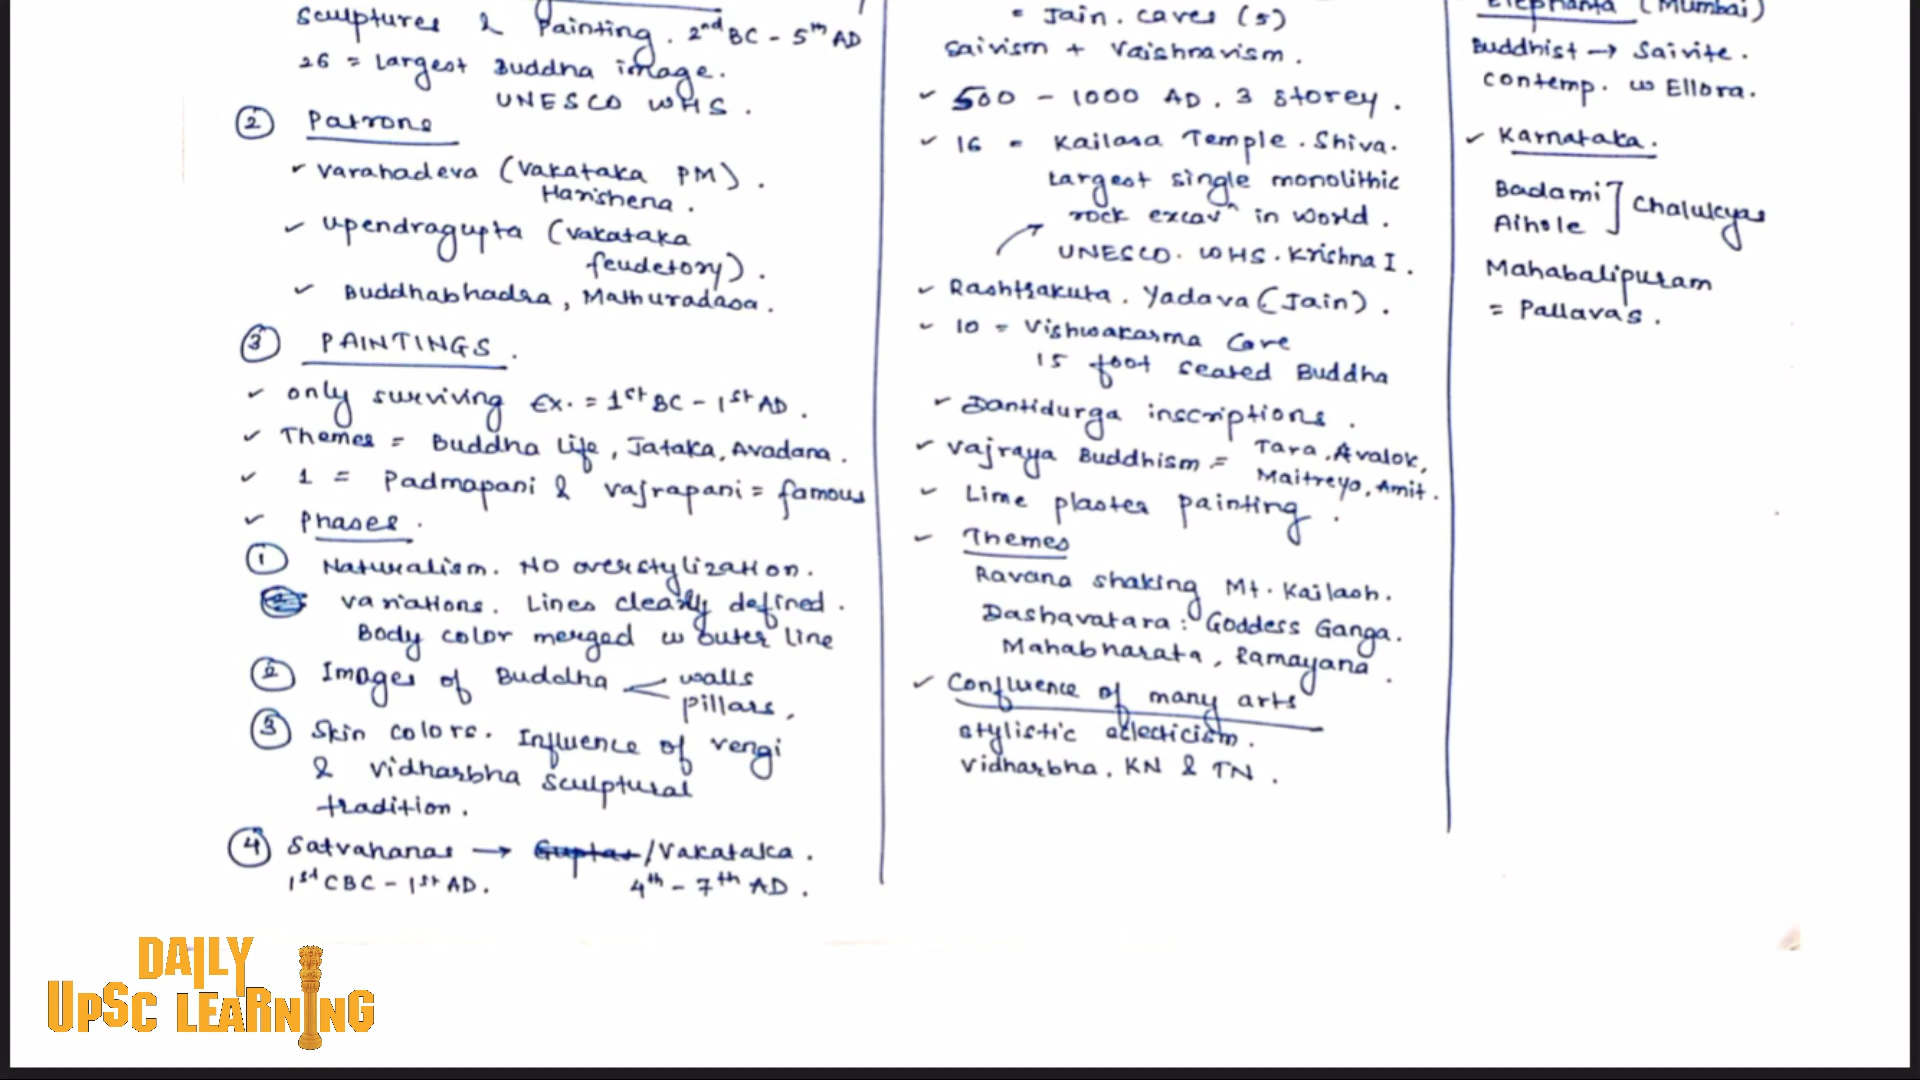 Sculptures & Painting. 2nd BC - 5th AD
26 = Largest Buddha image.
UNESCO WHS.
② Patrons
✓ Varahadeva (Vakataka PM).
Harishena.
✓ Upendragupta (Vakataka
feudetory).
✓ Buddhabhadra, Mathuradasa.
③ PAINTINGS.
✓ only surviving Ex. = 1st BC - 1st AD.
✓ Themes = Buddha Life, Jataka, Avadana.
✓ 1 = Padmapani & Vajrapani = famous
✓ Phases.
① Naturalism. No overstylization.
variations. Lines clearly defined.
Body color merged w outer line
② Images of Buddha < walls
pillars,
③ Skin colors. Influence of vengi
& Vidharbha Sculptural
tradition.
④ Satvahanas → Guptas/Vakataka.
1st CBC - 1st AD. 4th - 7th AD.
= Jain. caves (5)
Saivism + Vaishnavism.
✓ 500 - 1000 AD. 3 storey.
✓ 16 = Kailasa Temple. Shiva.
Largest single monolithic
rock excavn in world.
UNESCO. WHS. Krishna I.
✓ Rashtrakuta. Yadava (Jain).
✓ 10 = Vishwakarma Cave
15 foot seated Buddha
✓ Dantidurga inscriptions.
✓ Vajraya Buddhism = Tara, Avalok,
Maitreyo, Amit.
✓ Lime plaster painting.
✓ Themes
Ravana shaking Mt. Kailash.
Dashavatara: Goddess Ganga.
Mahabharata, Ramayana.
✓ Confluence of many arts
stylistic eclecticism.
Vidharbha, KN & TN.
Elephanta (Mumbai)
Buddhist → Saivite.
contemp. w Ellora.
✓ Karnataka.
Badami ] Chalukyas
Aihole
Mahabalipuram
= Pallavas.
DAILY
UPSC LEARNING